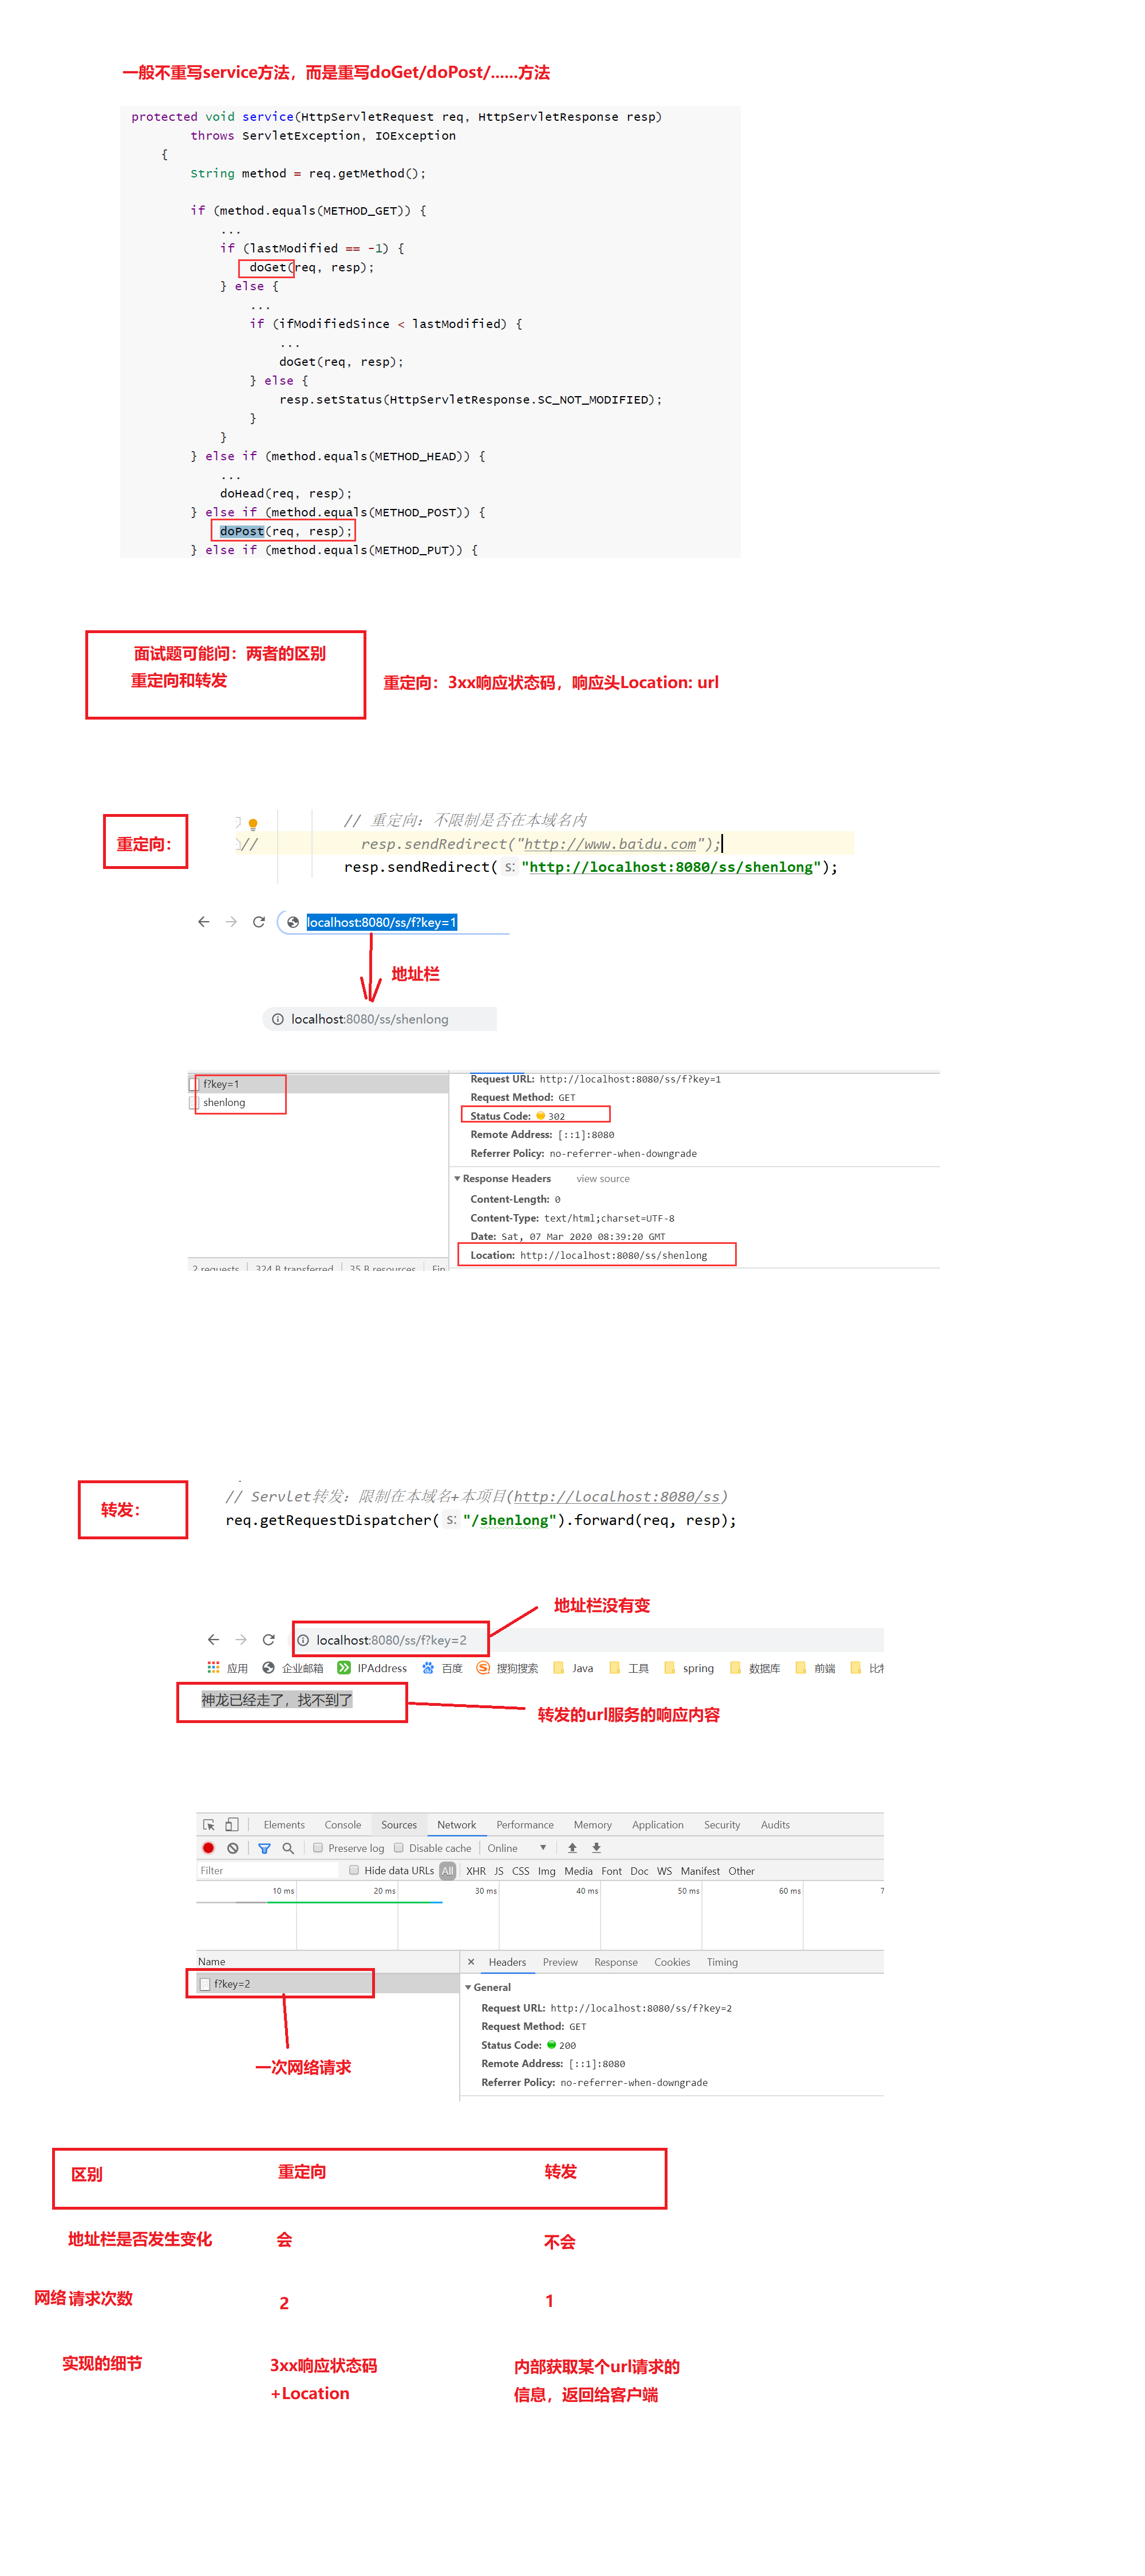 一般不重写service方法，而是重写doGet/doPost/......方法
protected void service(HttpServletRequest req, HttpServletResponse resp)
throws ServletException, IOException
{
String method = req.getMethod();
if (method.equals(METHOD_GET)) {
...
if (lastModified == -1) {
doGet(req, resp);
} else {
...
if (ifModifiedSince < lastModified) {
...
doGet(req, resp);
} else {
resp.setStatus(HttpServletResponse.SC_NOT_MODIFIED);
}
}
} else if (method.equals(METHOD_HEAD)) {
...
doHead(req, resp);
} else if (method.equals(METHOD_POST)) {
doPost(req, resp);
} else if (method.equals(METHOD_PUT)) {
面试题可能问：两者的区别
重定向和转发
重定向：3xx响应状态码，响应头Location: url
重定向：
// 重定向：不限制是否在本域名内
// resp.sendRedirect("http://www.baidu.com");
resp.sendRedirect( s: "http://localhost:8080/ss/shenlong");
localhost:8080/ss/f?key=1
地址栏
localhost:8080/ss/shenlong
f?key=1
shenlong
2 requests 324 B transferred 35 B resources Fin
Request URL: http://localhost:8080/ss/f?key=1
Request Method: GET
Status Code: 302
Remote Address: [::1]:8080
Referrer Policy: no-referrer-when-downgrade
Response Headers view source
Content-Length: 0
Content-Type: text/html;charset=UTF-8
Date: Sat, 07 Mar 2020 08:39:20 GMT
Location: http://localhost:8080/ss/shenlong
转发：
// Servlet转发：限制在本域名+本项目(http://localhost:8080/ss)
req.getRequestDispatcher( s: "/shenlong").forward(req, resp);
地址栏没有变
localhost:8080/ss/f?key=2
应用 企业邮箱 IPAddress 百度 搜狗搜索 Java 工具 spring 数据库 前端
神龙已经走了，找不到了
转发的url服务的响应内容
Elements Console Sources Network Performance Memory Application Security Audits
Preserve log Disable cache Online
Filter Hide data URLs All XHR JS CSS Img Media Font Doc WS Manifest Other
10 ms 20 ms 30 ms 40 ms 50 ms 60 ms 7
Name
f?key=2
一次网络请求
× Headers Preview Response Cookies Timing
General
Request URL: http://localhost:8080/ss/f?key=2
Request Method: GET
Status Code: 200
Remote Address: [::1]:8080
Referrer Policy: no-referrer-when-downgrade
区别 重定向 转发
地址栏是否发生变化 会 不会
网络请求次数 2 1
实现的细节 3xx响应状态码 内部获取某个url请求的
+Location 信息，返回给客户端